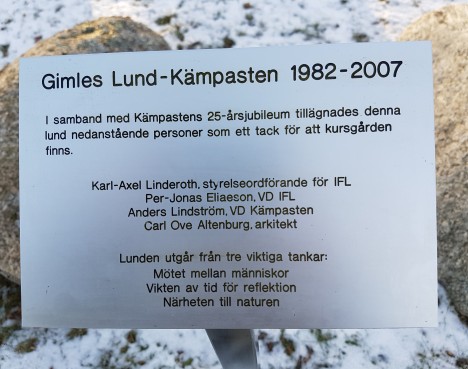 Gimles Lund-Kämpasten 1982-2007
I samband med Kämpastens 25-årsjubileum tillägnades denna
lund nedanstående personer som ett tack för att kursgården
finns.
Karl-Axel Linderoth, styrelseordförande för IFL
Per-Jonas Eliaeson, VD IFL
Anders Lindström, VD Kämpasten
Carl Ove Altenburg, arkitekt
Lunden utgår från tre viktiga tankar:
Mötet mellan människor
Vikten av tid för reflektion
Närheten till naturen